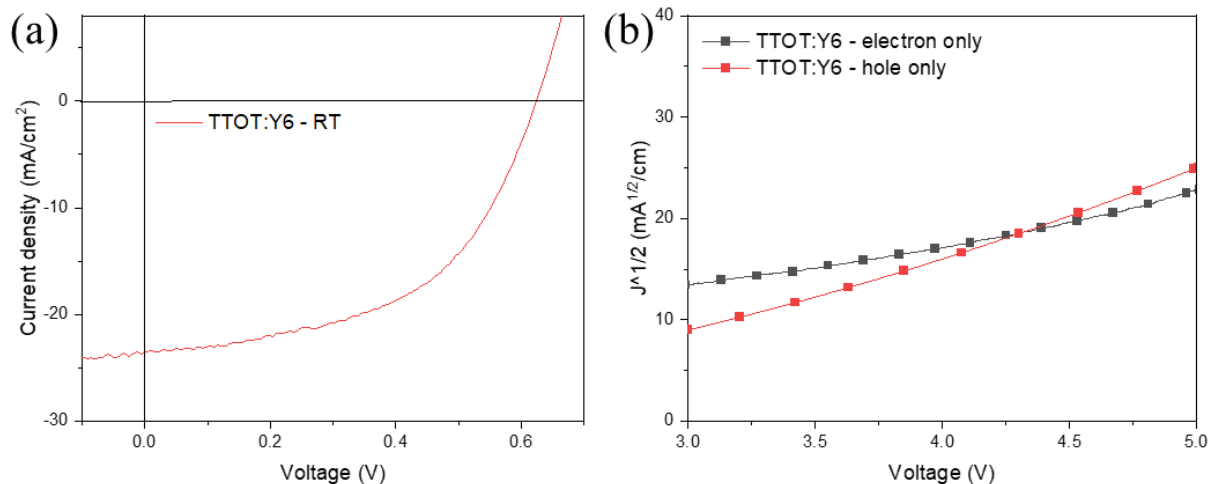 (a)
Current density (mA/cm²)
0
-10
-20
-30
TTOT:Y6 - RT
0.0
0.2
0.4
0.6
Voltage (V)
(b)
J^1/2 (mA^1/2/cm)
40
30
20
10
0
TTOT:Y6 - electron only
TTOT:Y6 - hole only
3.0
3.5
4.0
4.5
5.0
Voltage (V)